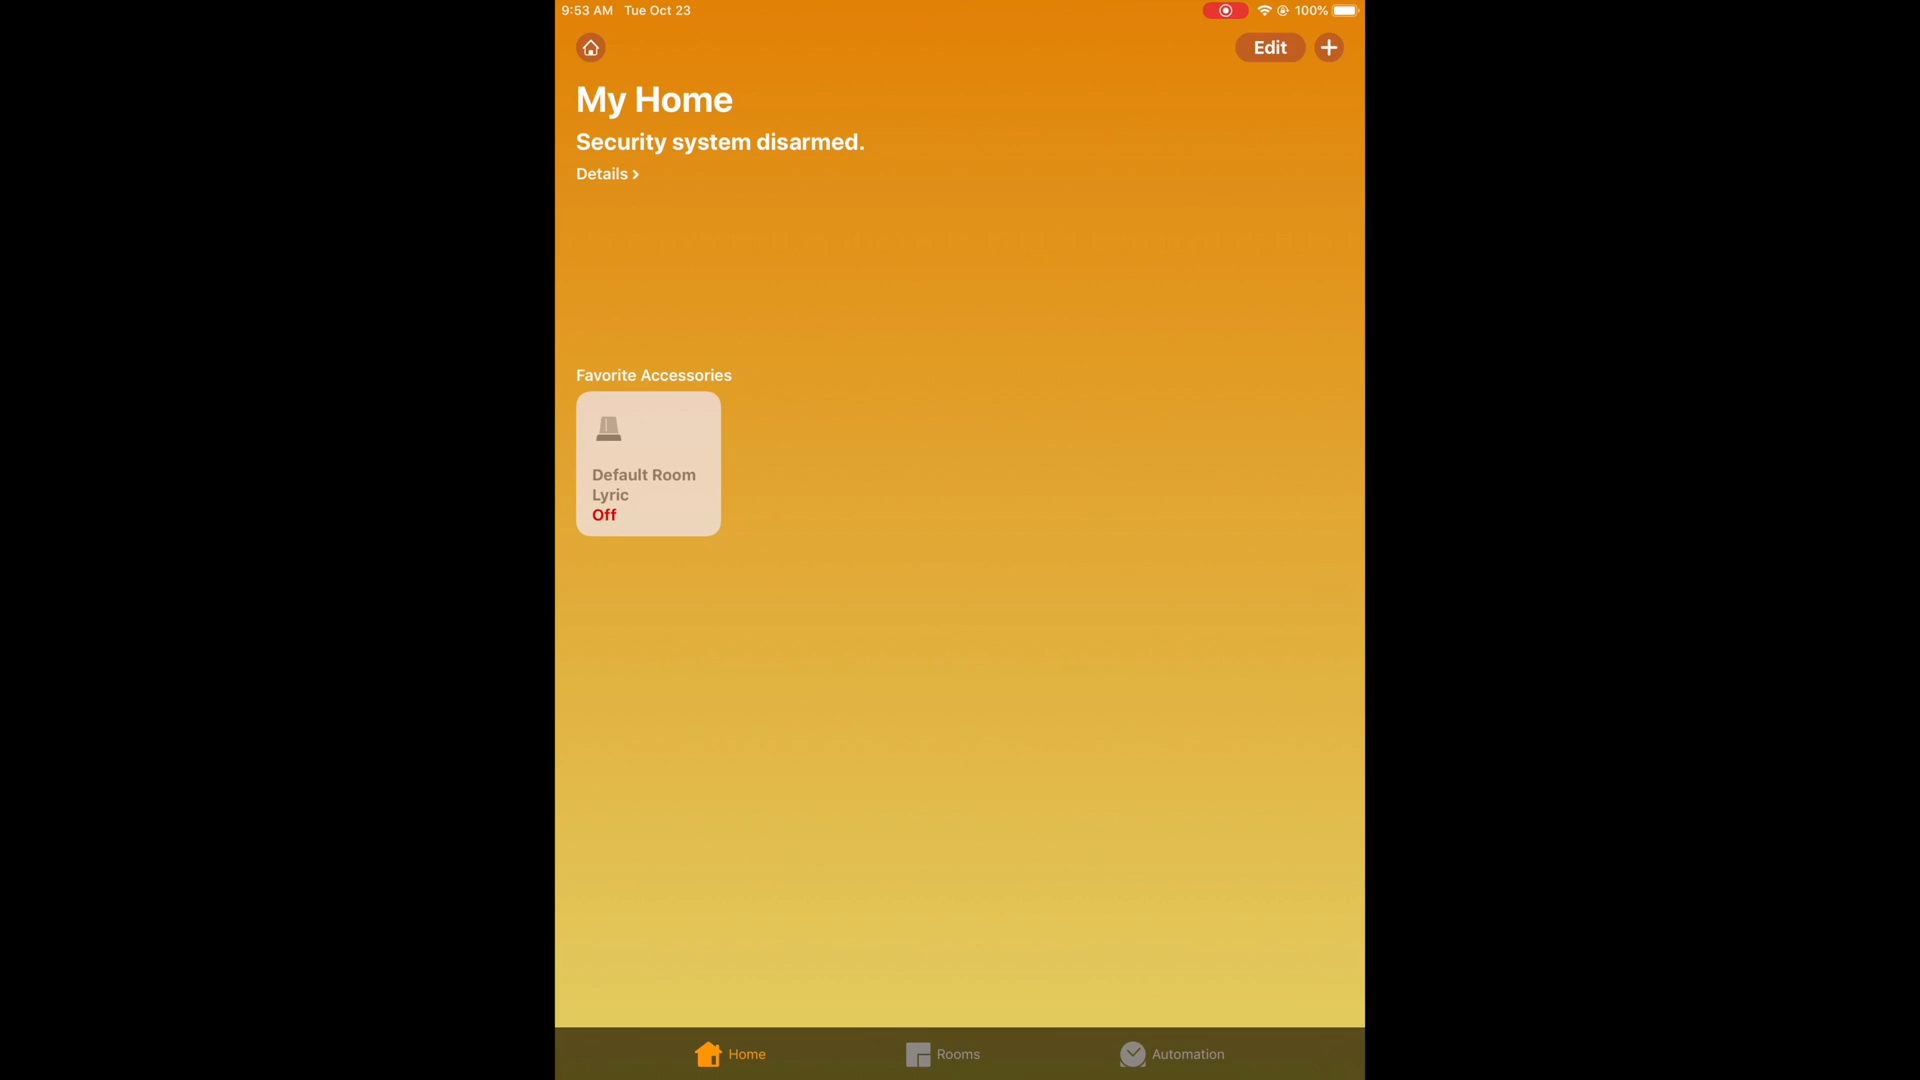 9:53 AM Tue Oct 23
100%
Edit
My Home
Security system disarmed.
Details
Favorite Accessories
Default Room
Lyric
Off
Home
Rooms
Automation